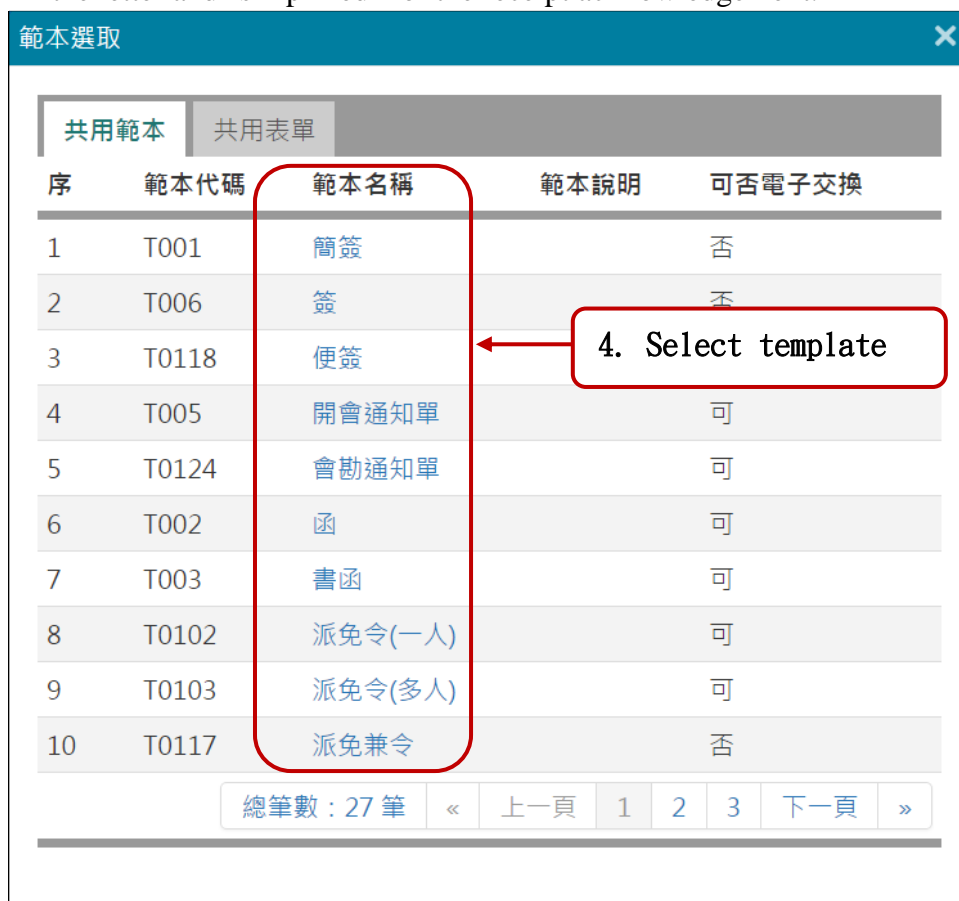 範本選取 ×
共用範本 共用表單
序 範本代碼 範本名稱 範本說明 可否電子交換
1 T001 簡簽 否
2 T006 簽 否
4. Select template
3 T0118 便簽
4 T005 開會通知單 可
5 T0124 會勘通知單 可
6 T002 函 可
7 T003 書函 可
8 T0102 派免令(一人) 可
9 T0103 派免令(多人) 可
10 T0117 派免兼令 否
總筆數：27 筆 « 上一頁 1 2 3 下一頁 »